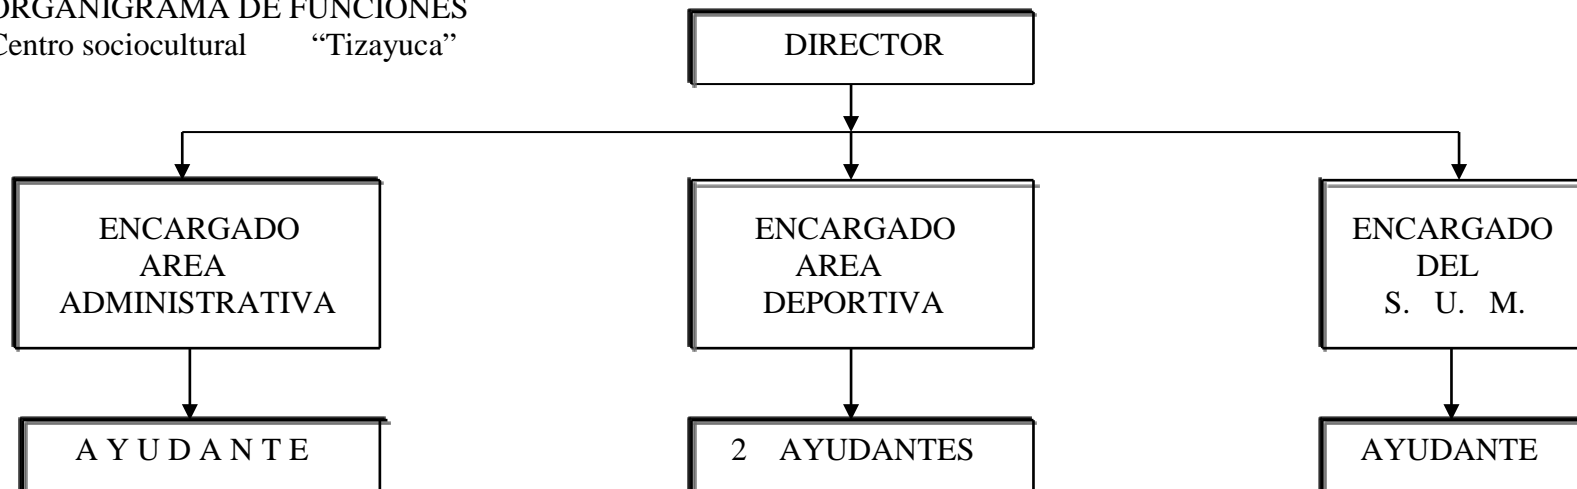 ORGANIGRAMA DE FUNCIONES
Centro sociocultural “Tizayuca”
DIRECTOR
ENCARGADO
AREA
ADMINISTRATIVA
ENCARGADO
AREA
DEPORTIVA
ENCARGADO
DEL
S. U. M.
A Y U D A N T E
2 AYUDANTES
AYUDANTE